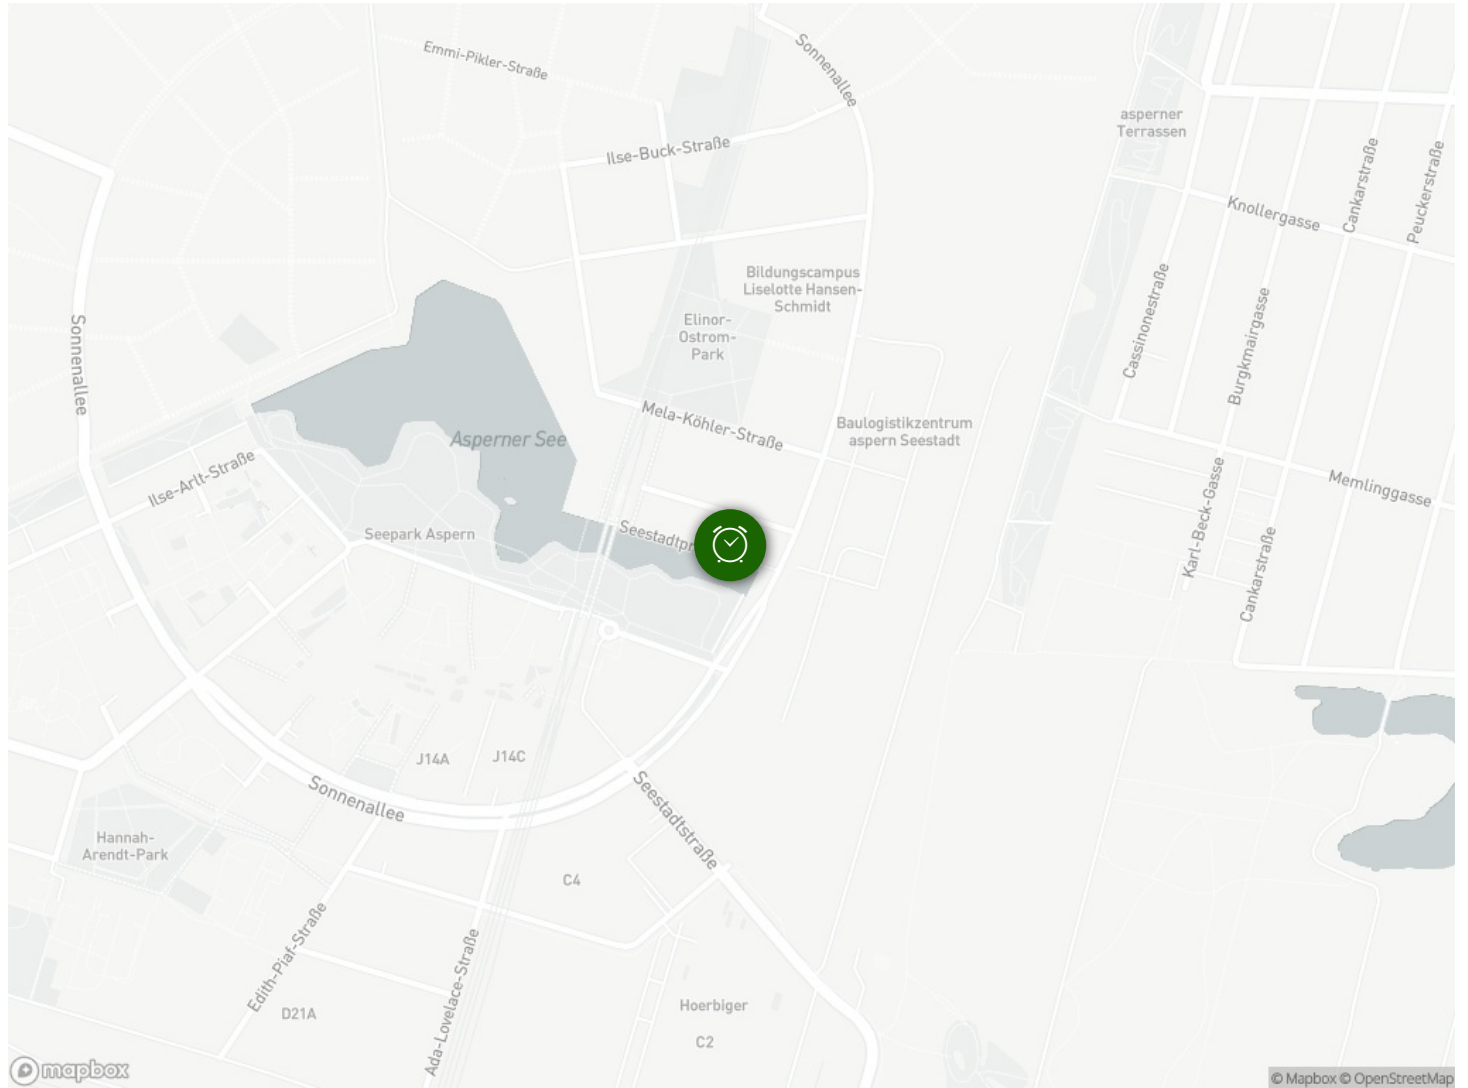 Emmi-Pikler-Straße
Sonnenallee
asperner
Terrassen
Ilse-Buck-Straße
Cankarstraße
Peuckerstraße
Knollergasse
Bildungscampus
Liselotte Hansen-
Schmidt
Cassinonestraße
Burgkmairgasse
Elinor-
Ostrom-
Park
Sonnenallee
Mela-Köhler-Straße
Baulogistikzentrum
aspern Seestadt
Asperner See
Ilse-Arlt-Straße
Memlinggasse
Karl-Beck-Gasse
Seepark Aspern
Seestadtpr
Cankarstraße
J14A
J14C
Sonnenallee
Seestadtstraße
Hannah-
Arendt-Park
C4
Edith-Piaf-Straße
Ada-Lovelace-Straße
Hoerbiger
D21A
C2
mapbox
© Mapbox © OpenStreetMap